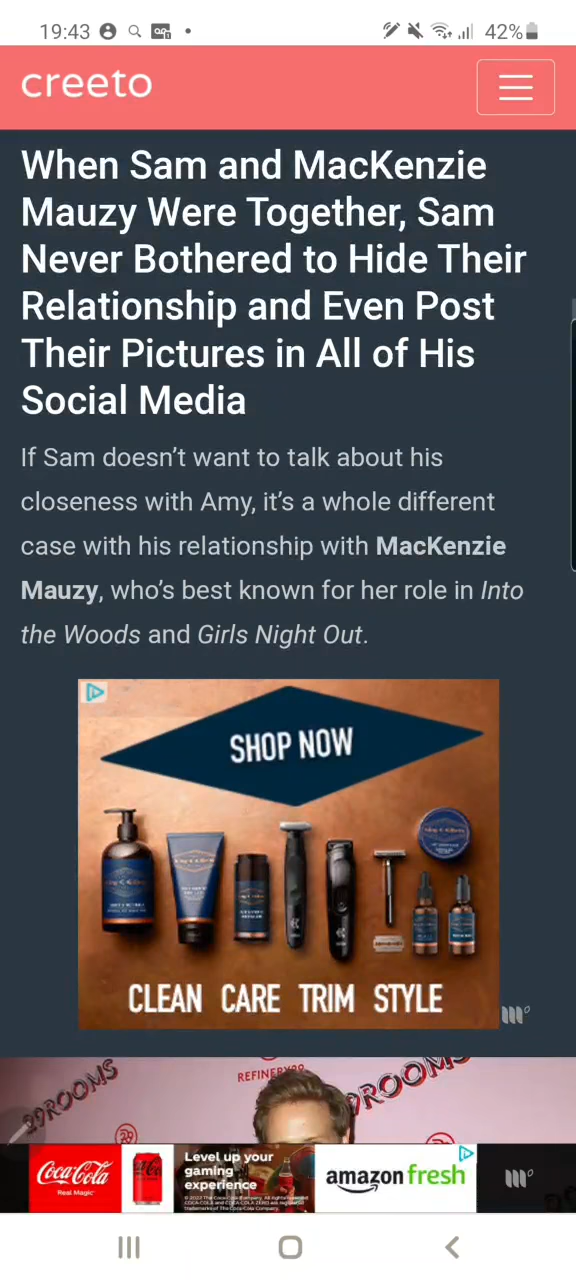 19:43
42%
creeto
When Sam and MacKenzie
Mauzy Were Together, Sam
Never Bothered to Hide Their
Relationship and Even Post
Their Pictures in All of His
Social Media
If Sam doesn’t want to talk about his
closeness with Amy, it’s a whole different
case with his relationship with MacKenzie
Mauzy, who’s best known for her role in Into
the Woods and Girls Night Out.
SHOP NOW
CLEAN CARE TRIM STYLE
29ROOMS
REFINERY29
9ROOMS
Coca-Cola
Real Magic
Level up your
gaming
experience
amazon fresh